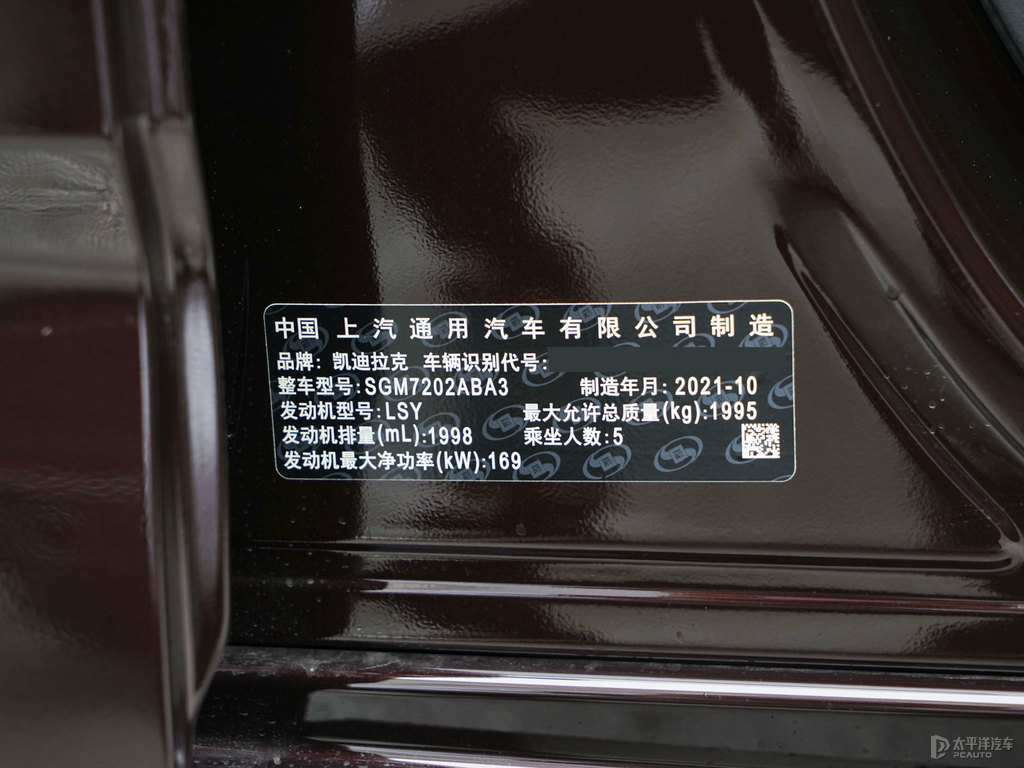 中国 上汽通用汽车有限公司制造
品牌: 凯迪拉克 车辆识别代号:
整车型号:SGM7202ABA3 制造年月: 2021-10
发动机型号:LSY 最大允许总质量(kg):1995
发动机排量(mL):1998 乘坐人数:5
发动机最大净功率(kW):169
太平洋汽车
PCAUTO